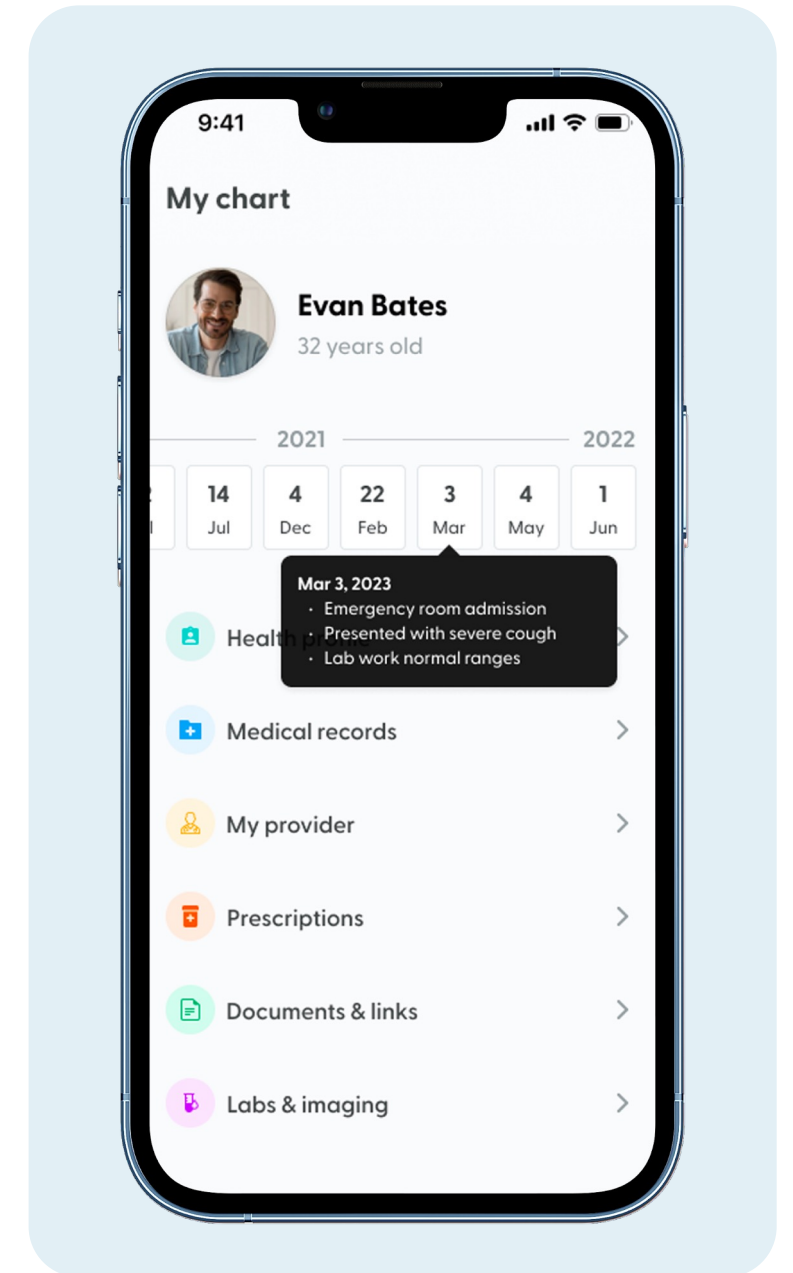 9:41
My chart
Evan Bates
32 years old
2021 2022
14 4 22 3 4 1
Jul Dec Feb Mar May Jun
Mar 3, 2023
· Emergency room admission
· Presented with severe cough
· Lab work normal ranges
Health profile
Medical records
My provider
Prescriptions
Documents & links
Labs & imaging